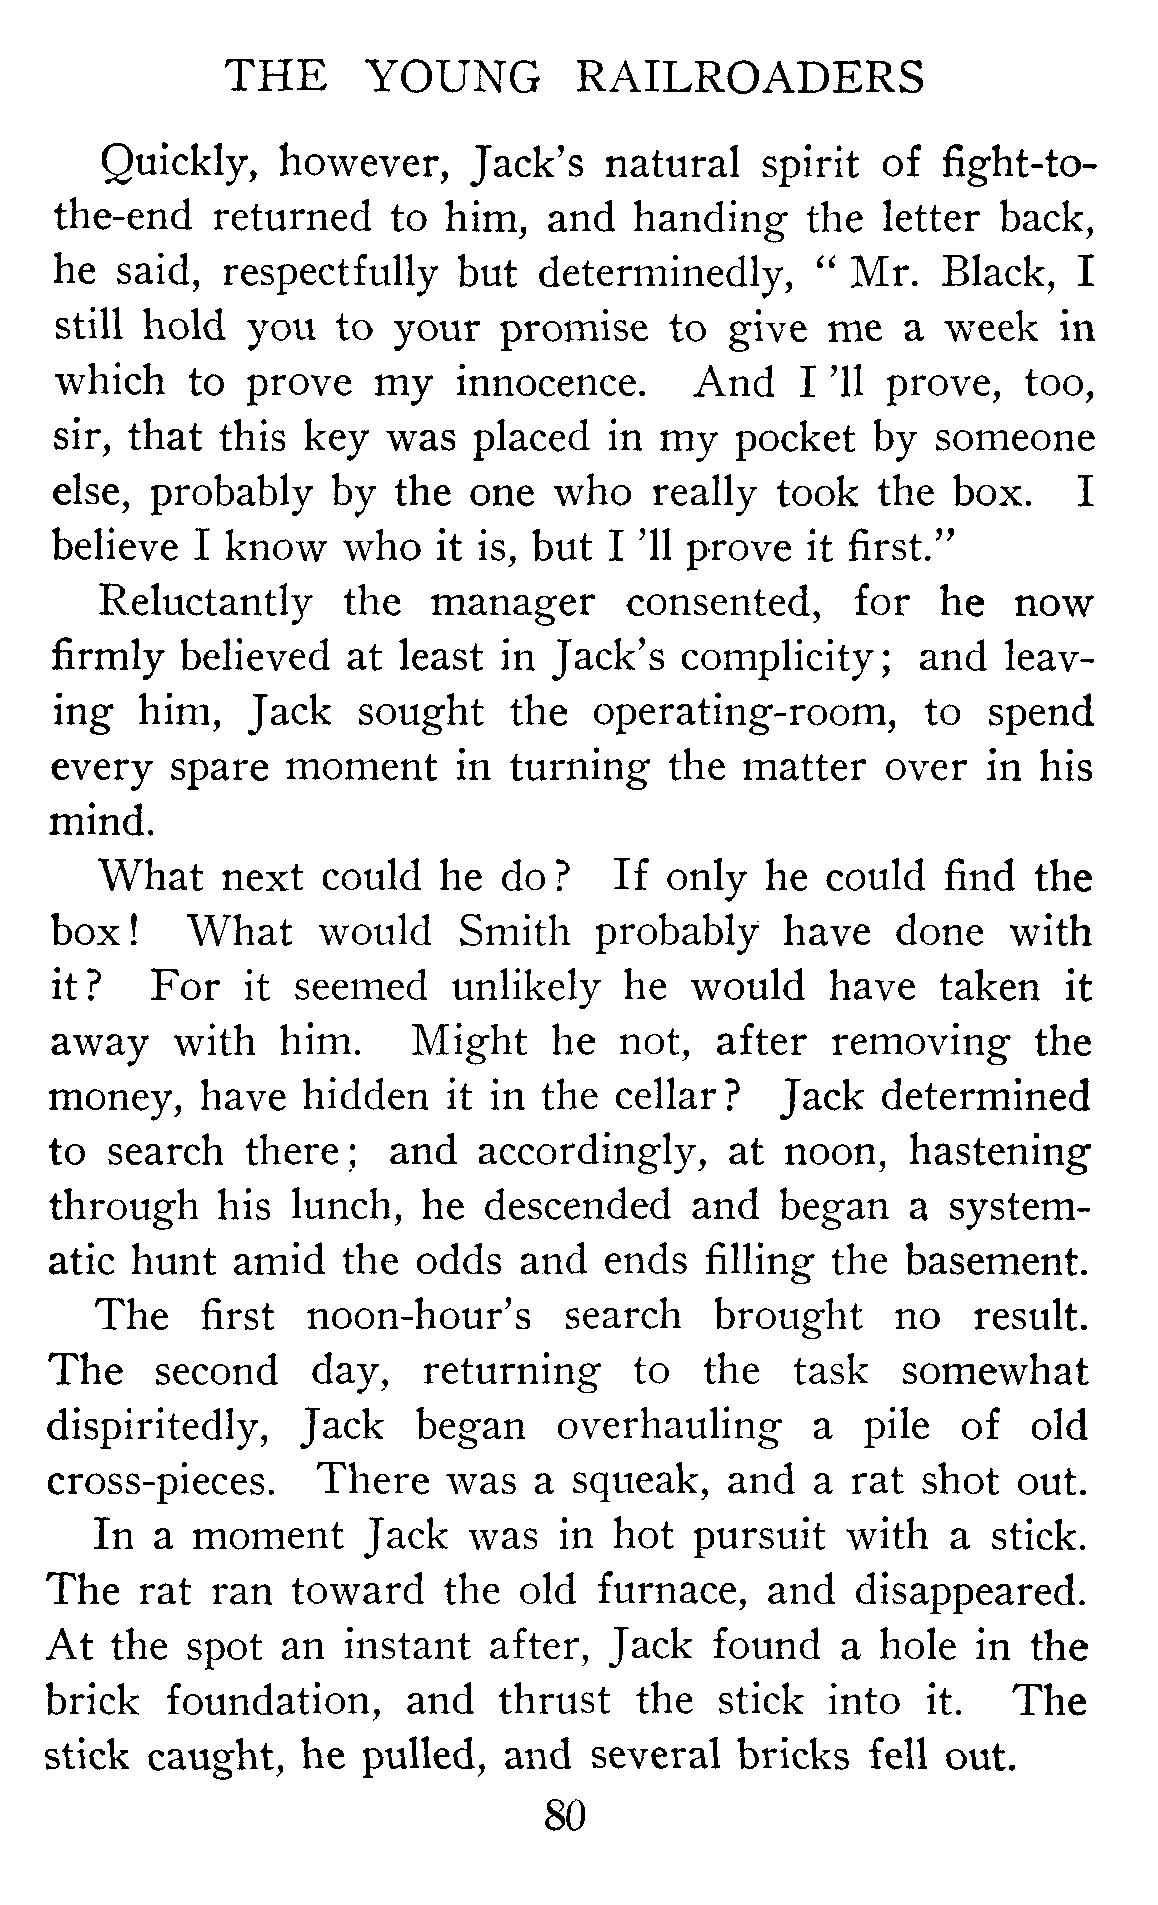 THE YOUNG RAILROADERS
Quickly, however, Jack's natural spirit of fight-to-
the-end returned to him, and handing the letter back,
he said, respectfully but determinedly, “ Mr. Black, I
still hold you to your promise to give me a week in
which to prove my innocence. And I 'll prove, too,
sir, that this key was placed in my pocket by someone
else, probably by the one who really took the box. I
believe I know who it is, but I 'll prove it first.”
Reluctantly the manager consented, for he now
firmly believed at least in Jack's complicity; and leav-
ing him, Jack sought the operating-room, to spend
every spare moment in turning the matter over in his
mind.
What next could he do? If only he could find the
box! What would Smith probably have done with
it? For it seemed unlikely he would have taken it
away with him. Might he not, after removing the
money, have hidden it in the cellar? Jack determined
to search there; and accordingly, at noon, hastening
through his lunch, he descended and began a system-
atic hunt amid the odds and ends filling the basement.
The first noon-hour's search brought no result.
The second day, returning to the task somewhat
dispiritedly, Jack began overhauling a pile of old
cross-pieces. There was a squeak, and a rat shot out.
In a moment Jack was in hot pursuit with a stick.
The rat ran toward the old furnace, and disappeared.
At the spot an instant after, Jack found a hole in the
brick foundation, and thrust the stick into it. The
stick caught, he pulled, and several bricks fell out.
80